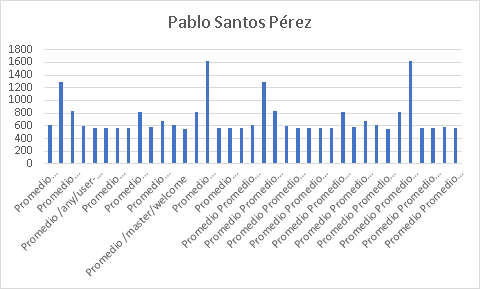 Pablo Santos Pérez
1800
1600
1400
1200
1000
800
600
400
200
0
Promedio...
Promedio...
Promedio /any/user-...
Promedio...
Promedio...
Promedio...
Promedio /master/welcome
Promedio...
Promedio...
Promedio Promedio...
Promedio Promedio...
Promedio Promedio...
Promedio Promedio...
Promedio Promedio...
Promedio Promedio...
Promedio Promedio...
Promedio Promedio...
Promedio Promedio...
Promedio Promedio...